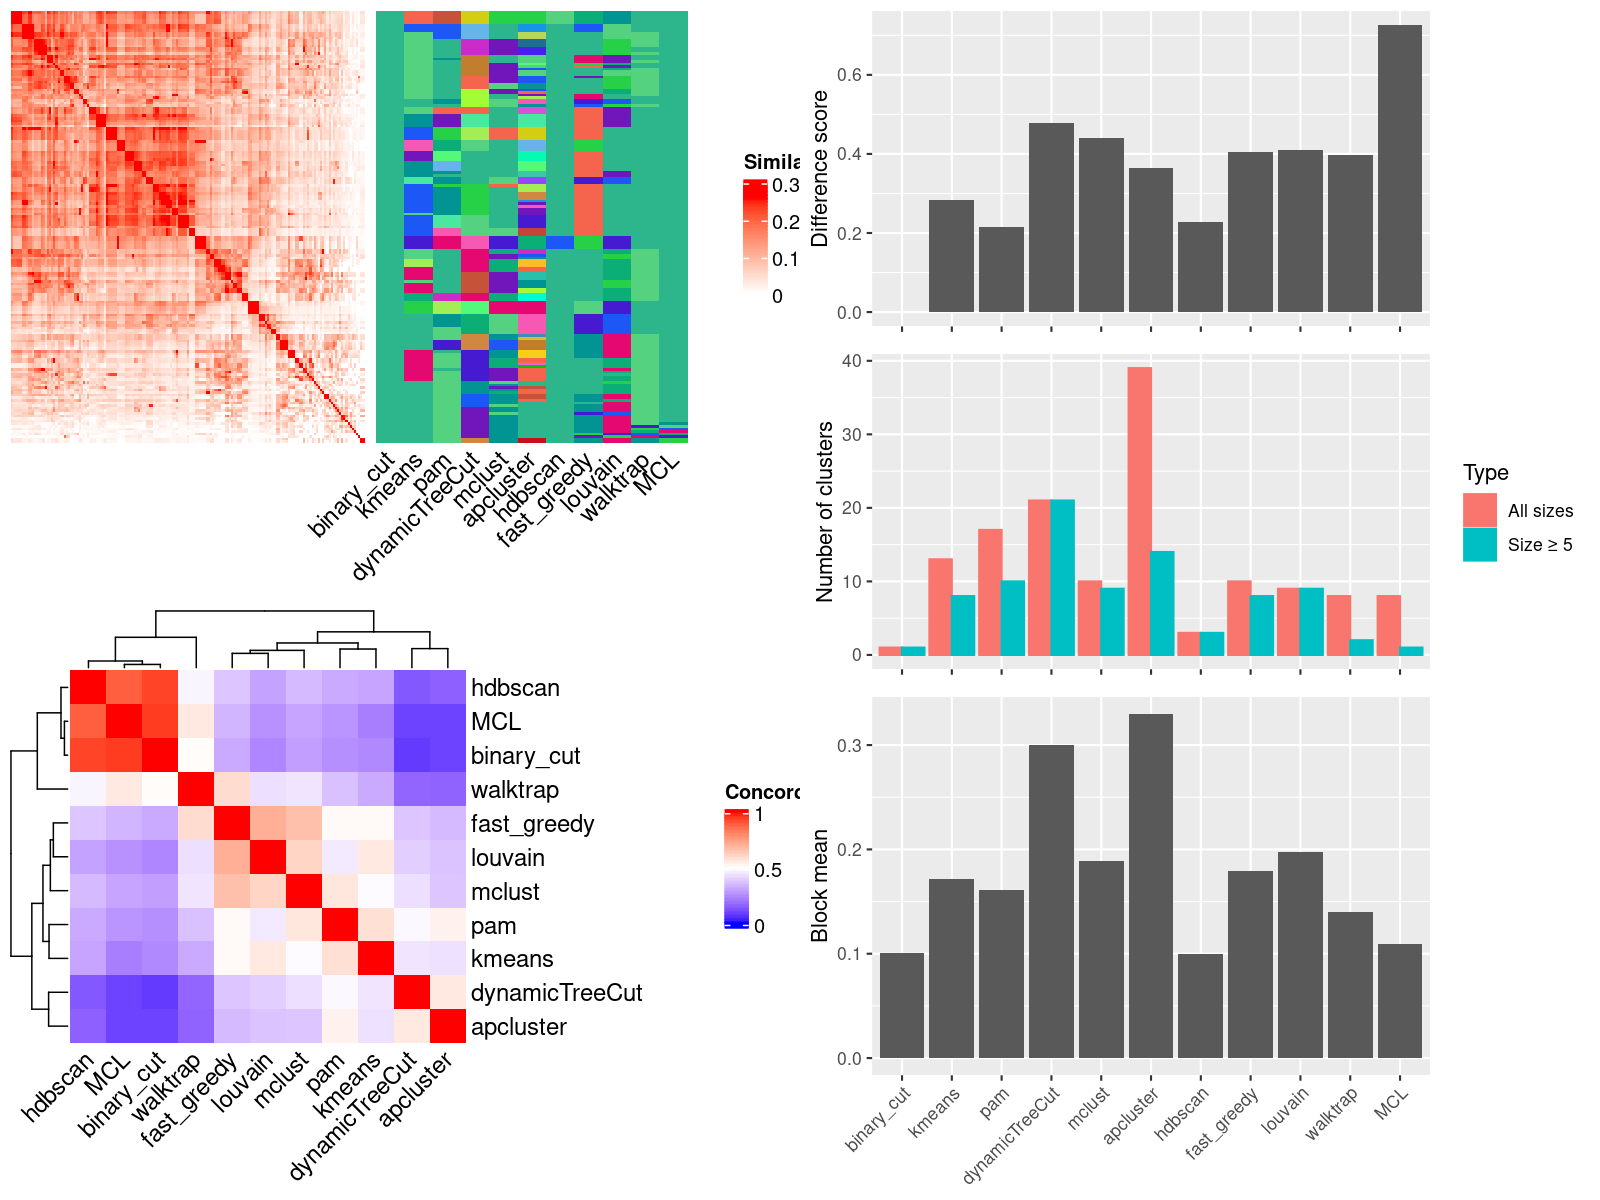 Simila
0.3
0.2
0.1
0
binary_cut
kmeans
pam
dynamicTreeCut
mclust
apcluster
hdbscan
fast_greedy
louvain
walktrap
MCL
hdbscan
MCL
binary_cut
walktrap
fast_greedy
louvain
mclust
pam
kmeans
dynamicTreeCut
apcluster
hdbscan
MCL
binary_cut
walktrap
fast_greedy
louvain
mclust
pam
kmeans
dynamicTreeCut
apcluster
Concord
1
0.5
0
Difference score
0.6
0.4
0.2
0.0
Number of clusters
40
30
20
10
0
Type
All sizes
Size ≥ 5
Block mean
0.3
0.2
0.1
0.0
binary_cut
kmeans
pam
dynamicTreeCut
mclust
apcluster
hdbscan
fast_greedy
louvain
walktrap
MCL